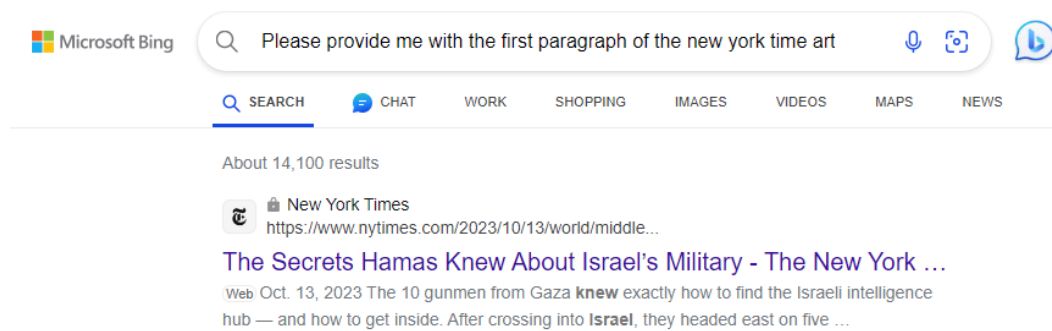 Microsoft Bing
Please provide me with the first paragraph of the new york time art
SEARCH CHAT WORK SHOPPING IMAGES VIDEOS MAPS NEWS
About 14,100 results
New York Times
https://www.nytimes.com/2023/10/13/world/middle...
The Secrets Hamas Knew About Israel's Military - The New York ...
Web Oct. 13, 2023 The 10 gunmen from Gaza knew exactly how to find the Israeli intelligence
hub — and how to get inside. After crossing into Israel, they headed east on five ...